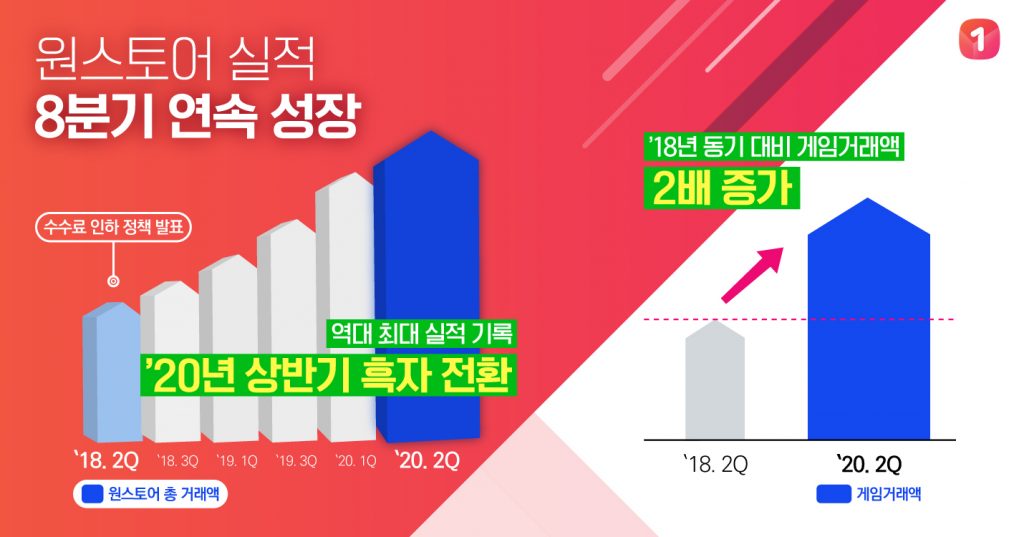 원스토어 실적
8분기 연속 성장
1
수수료 인하 정책 발표
역대 최대 실적 기록
’20년 상반기 흑자 전환
‘18. 2Q
‘18. 3Q
‘19. 1Q
‘19. 3Q
‘20. 1Q
‘20. 2Q
원스토어 총 거래액
’18년 동기 대비 게임거래액
2배 증가
‘18. 2Q
‘20. 2Q
게임거래액